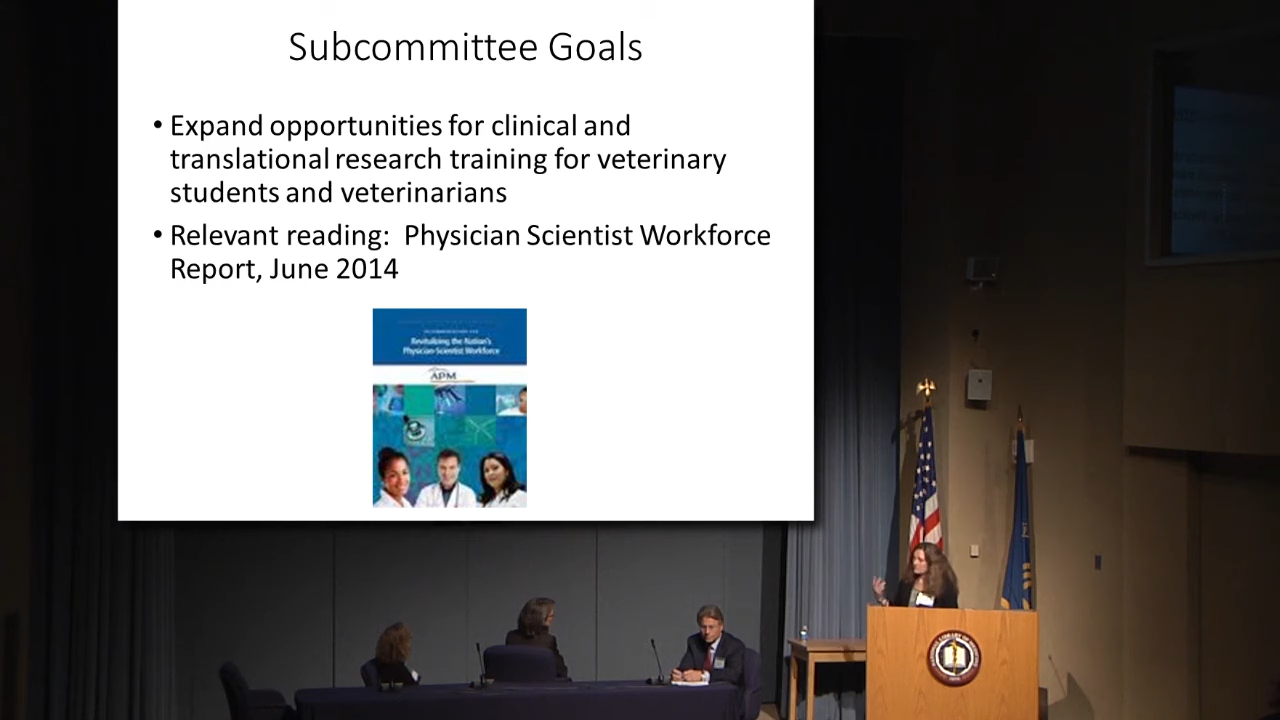 Subcommittee Goals
• Expand opportunities for clinical and
translational research training for veterinary
students and veterinarians
• Relevant reading:  Physician Scientist Workforce
Report, June 2014
Revitalizing the Nation's
Physician-Scientist Workforce
APM